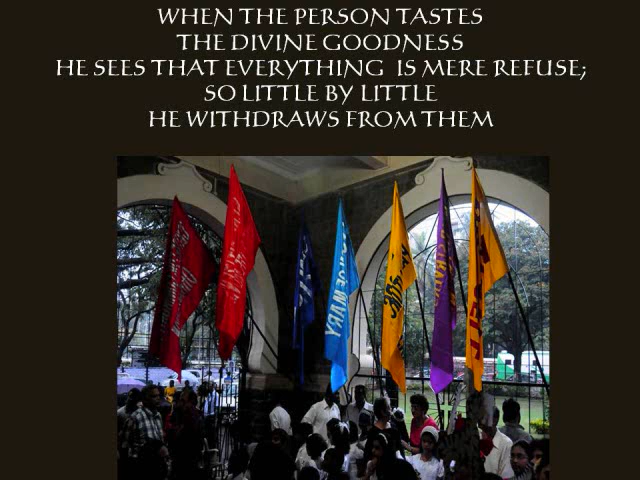 WHEN THE PERSON TASTES
THE DIVINE GOODNESS
HE SEES THAT EVERYTHING IS MERE REFUSE;
SO LITTLE BY LITTLE
HE WITHDRAWS FROM THEM